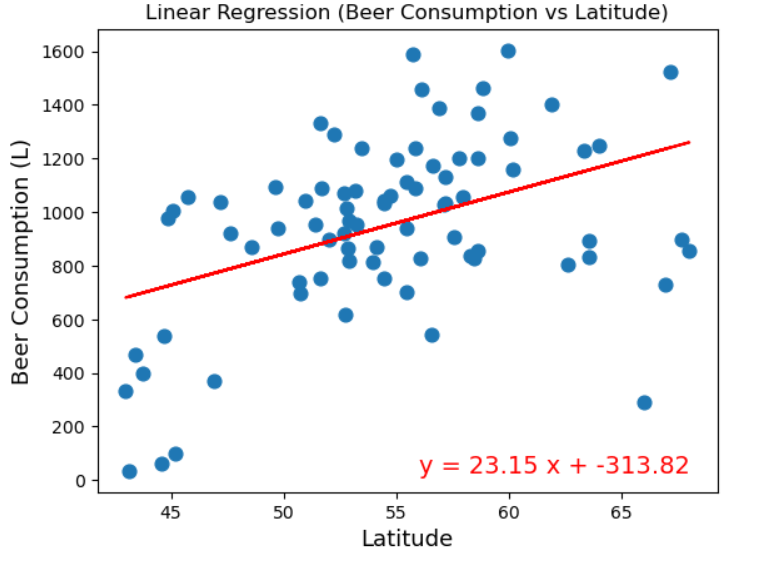 Linear Regression (Beer Consumption vs Latitude)
1600
1400
1200
1000
800
600
400
200
0
Beer Consumption (L)
y = 23.15 x + -313.82
45 50 55 60 65
Latitude